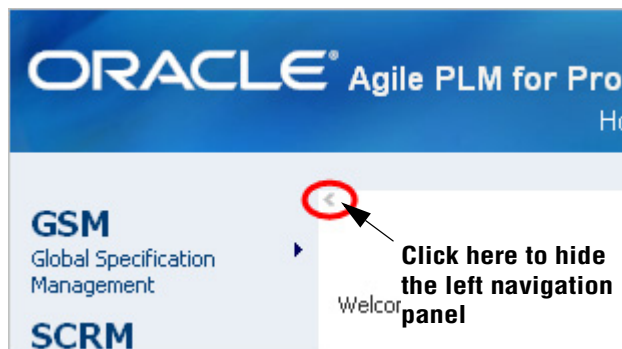 ORACLE® Agile PLM for Pro
Ho
GSM
Global Specification
Management
SCRM
Click here to hide
the left navigation
panel
Welcor